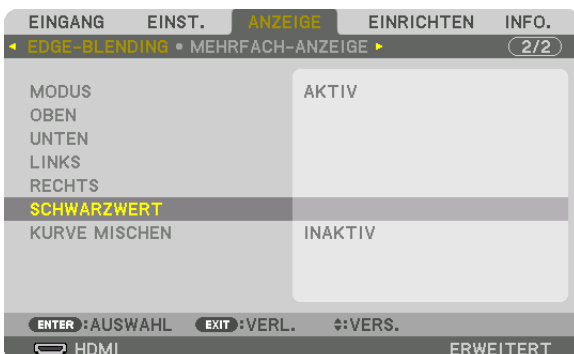 EINGANG EINST. ANZEIGE EINRICHTEN INFO.
EDGE-BLENDING • MEHRFACH-ANZEIGE 2/2
MODUS AKTIV
OBEN
UNTEN
LINKS
RECHTS
SCHWARZWERT
KURVE MISCHEN INAKTIV
ENTER :AUSWAHL EXIT :VERL. :VERS.
HDMI ERWEITERT